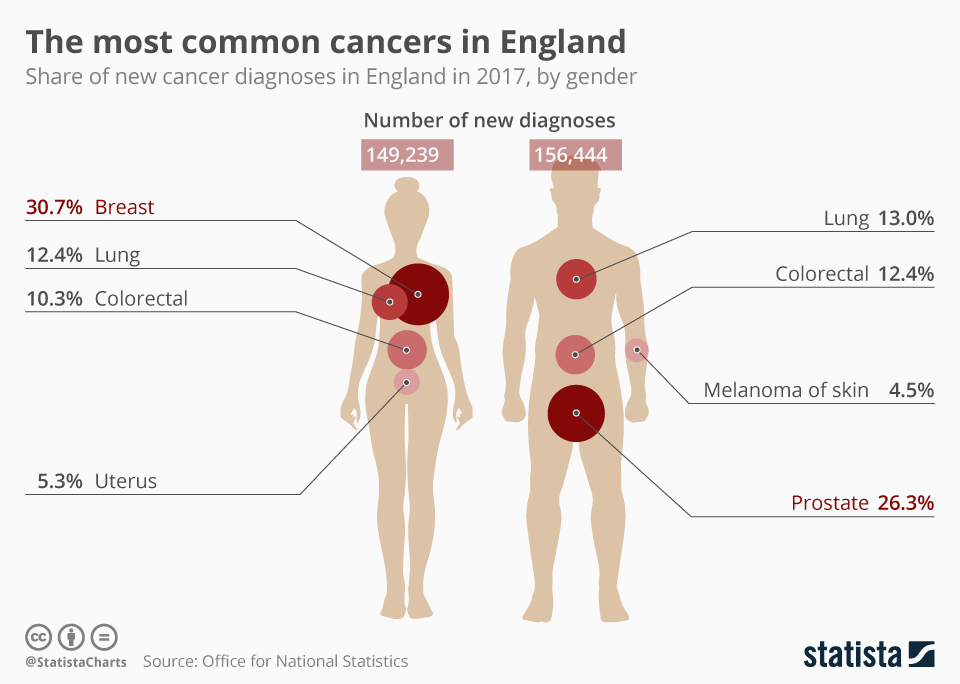 The most common cancers in England
Share of new cancer diagnoses in England in 2017, by gender
Number of new diagnoses
149,239
156,444
30.7% Breast
12.4% Lung
10.3% Colorectal
5.3% Uterus
Lung 13.0%
Colorectal 12.4%
Melanoma of skin 4.5%
Prostate 26.3%
cc
@StatistaCharts Source: Office for National Statistics
statista